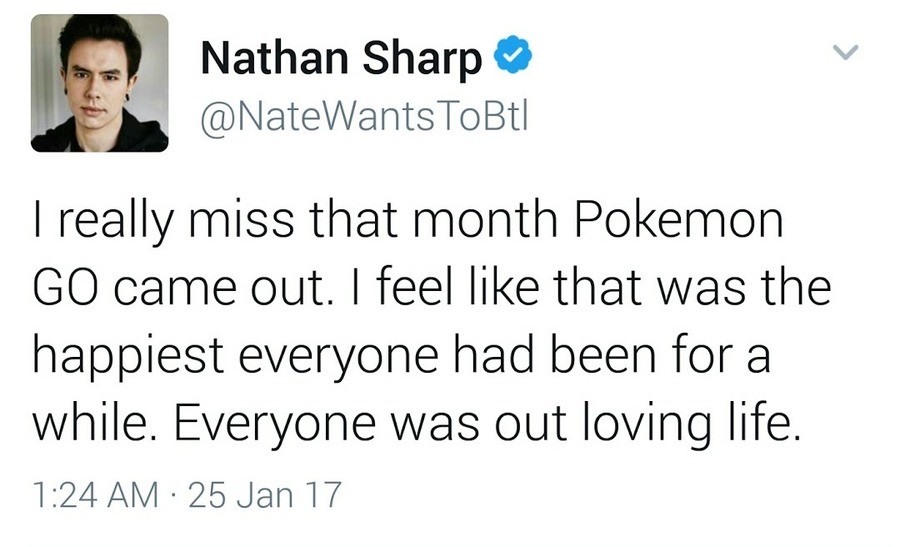 Nathan Sharp
@NateWantsToBtl
I really miss that month Pokemon
GO came out. I feel like that was the
happiest everyone had been for a
while. Everyone was out loving life.
1:24 AM · 25 Jan 17